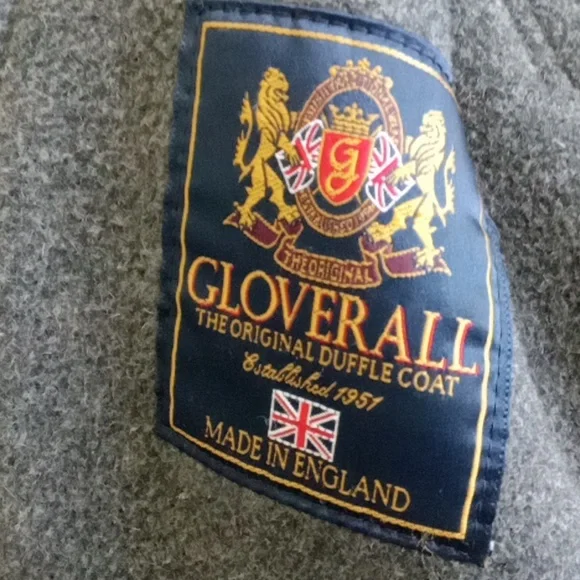 G
THE ORIGINAL
GLOVERALL
THE ORIGINAL DUFFLE COAT
Established 1951
MADE IN ENGLAND